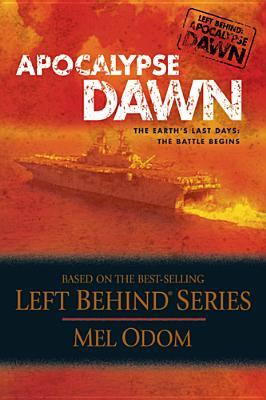 LEFT BEHIND:
APOCALYPSE
DAWN
APOCALYPSE
DAWN
THE EARTH'S LAST DAYS:
THE BATTLE BEGINS
BASED ON THE BEST-SELLING
LEFT BEHIND® SERIES
MEL ODOM